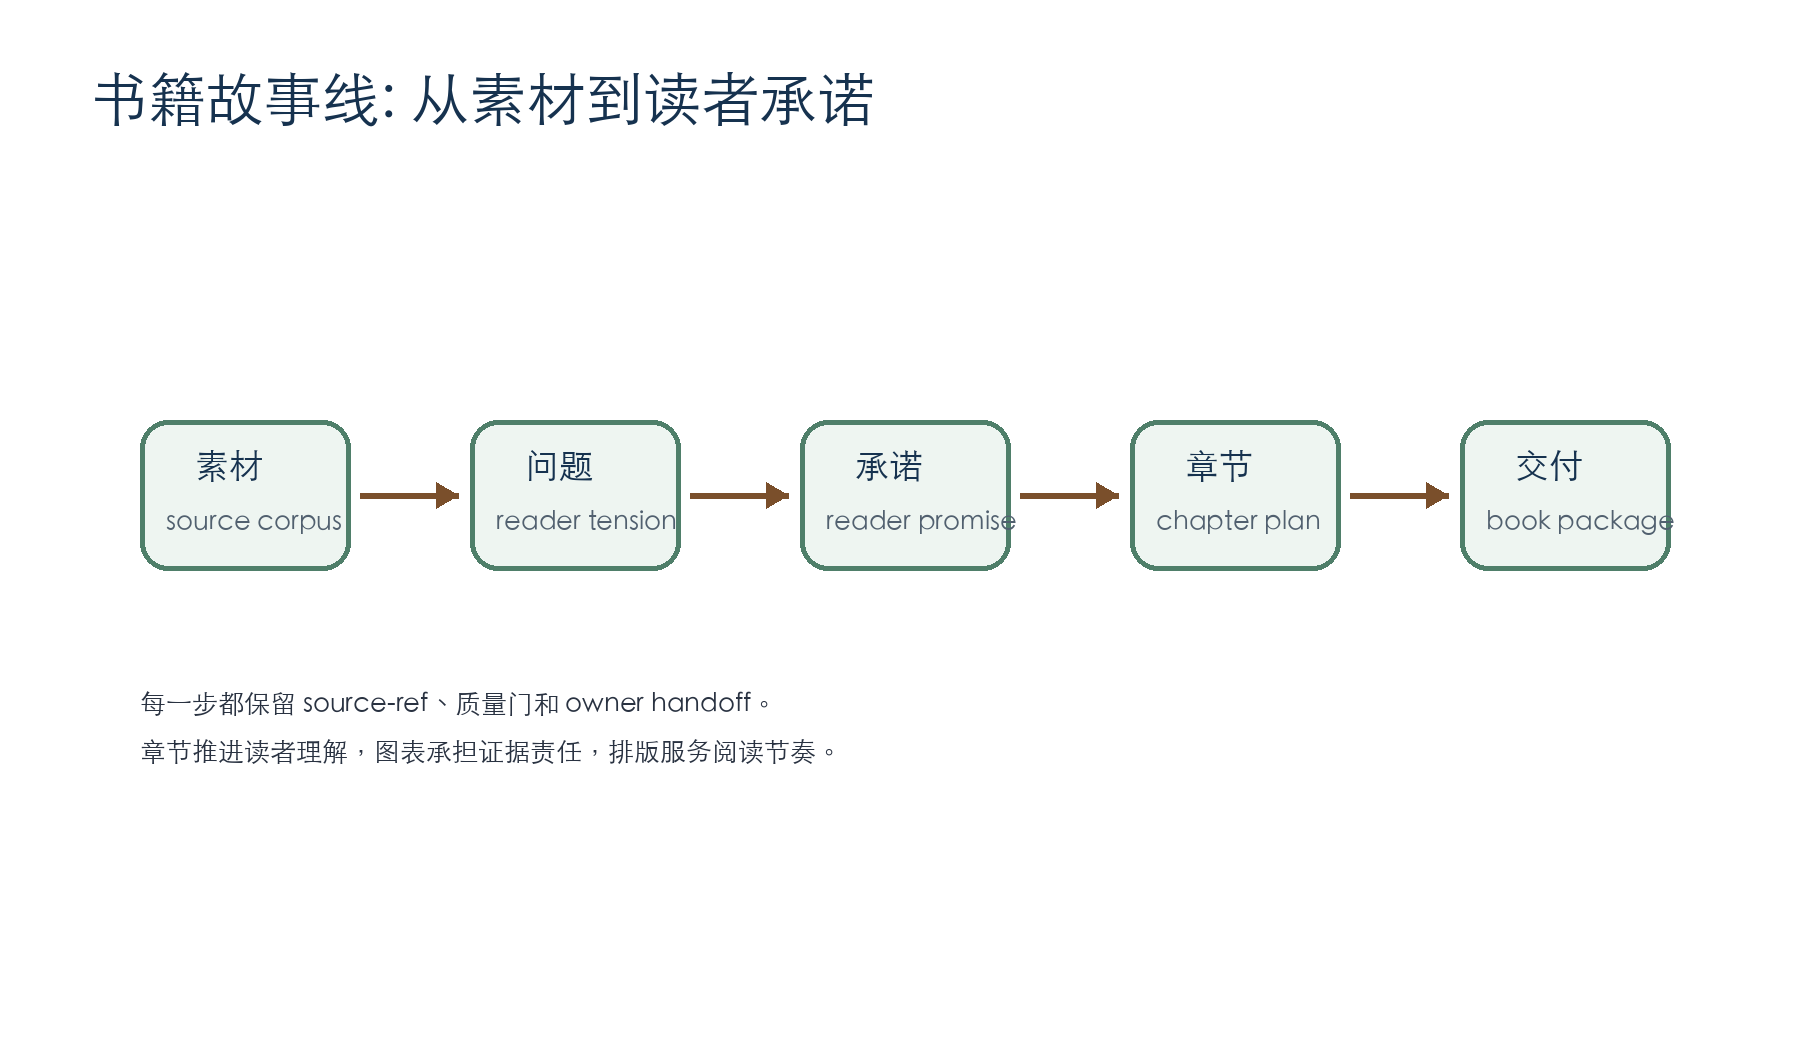 书籍故事线: 从素材到读者承诺
素材
source corpus
问题
reader tension
承诺
reader promise
章节
chapter plan
交付
book package
每一步都保留 source-ref、质量门和 owner handoff。
章节推进读者理解，图表承担证据责任，排版服务阅读节奏。